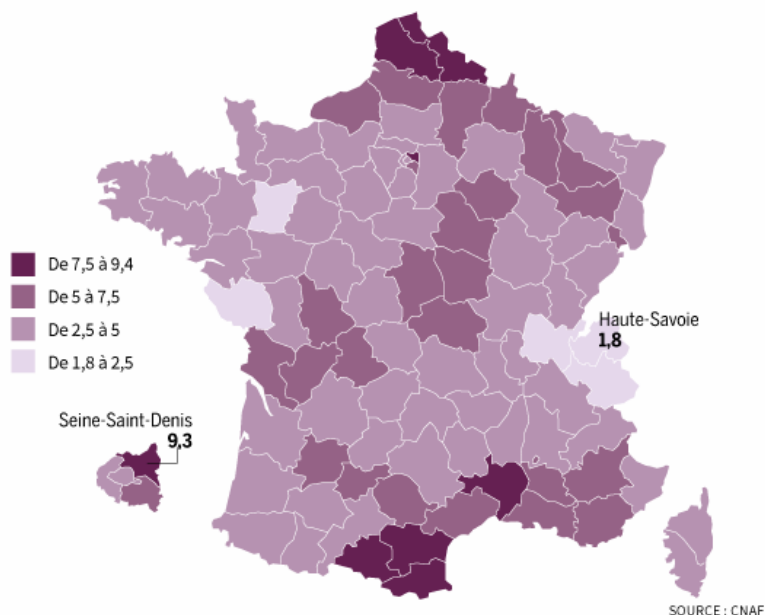 De 7,5 à 9,4
De 5 à 7,5
De 2,5 à 5
De 1,8 à 2,5
Haute-Savoie
1,8
Seine-Saint-Denis
9,3
SOURCE : CNAF